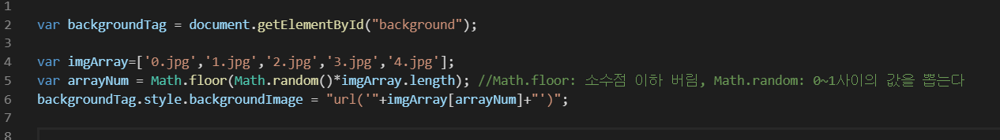 1
2 var backgroundTag = document.getElementById("background");
3
4 var imgArray=['0.jpg','1.jpg','2.jpg','3.jpg','4.jpg'];
5 var arrayNum = Math.floor(Math.random()*imgArray.length); //Math.floor: 소수점 이하 버림, Math.random: 0~1사이의 값을 뽑는다
6 backgroundTag.style.backgroundImage = "url('"+imgArray[arrayNum]+"')";
7
8